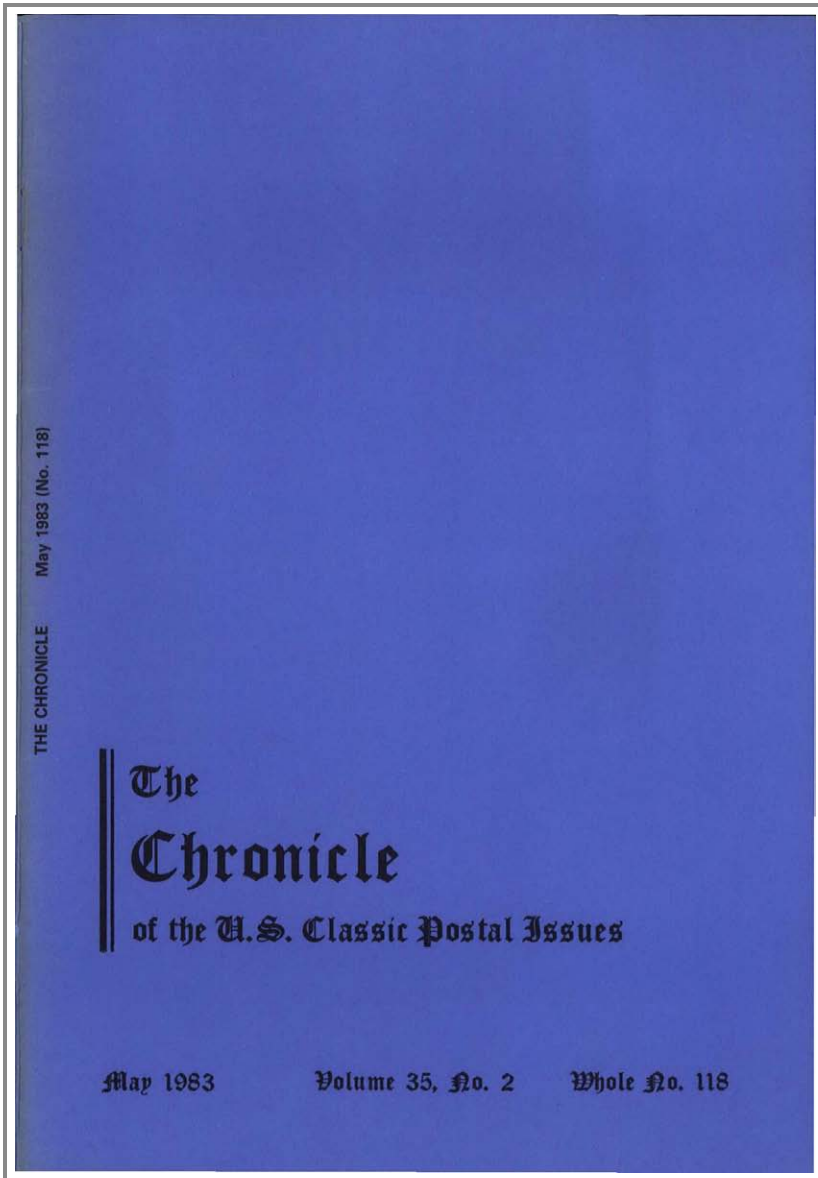 THE CHRONICLE May 1983 (No. 118)
The
Chronicle
of the U.S. Classic Postal Issues
May 1983 Volume 35, No. 2 Whole No. 118